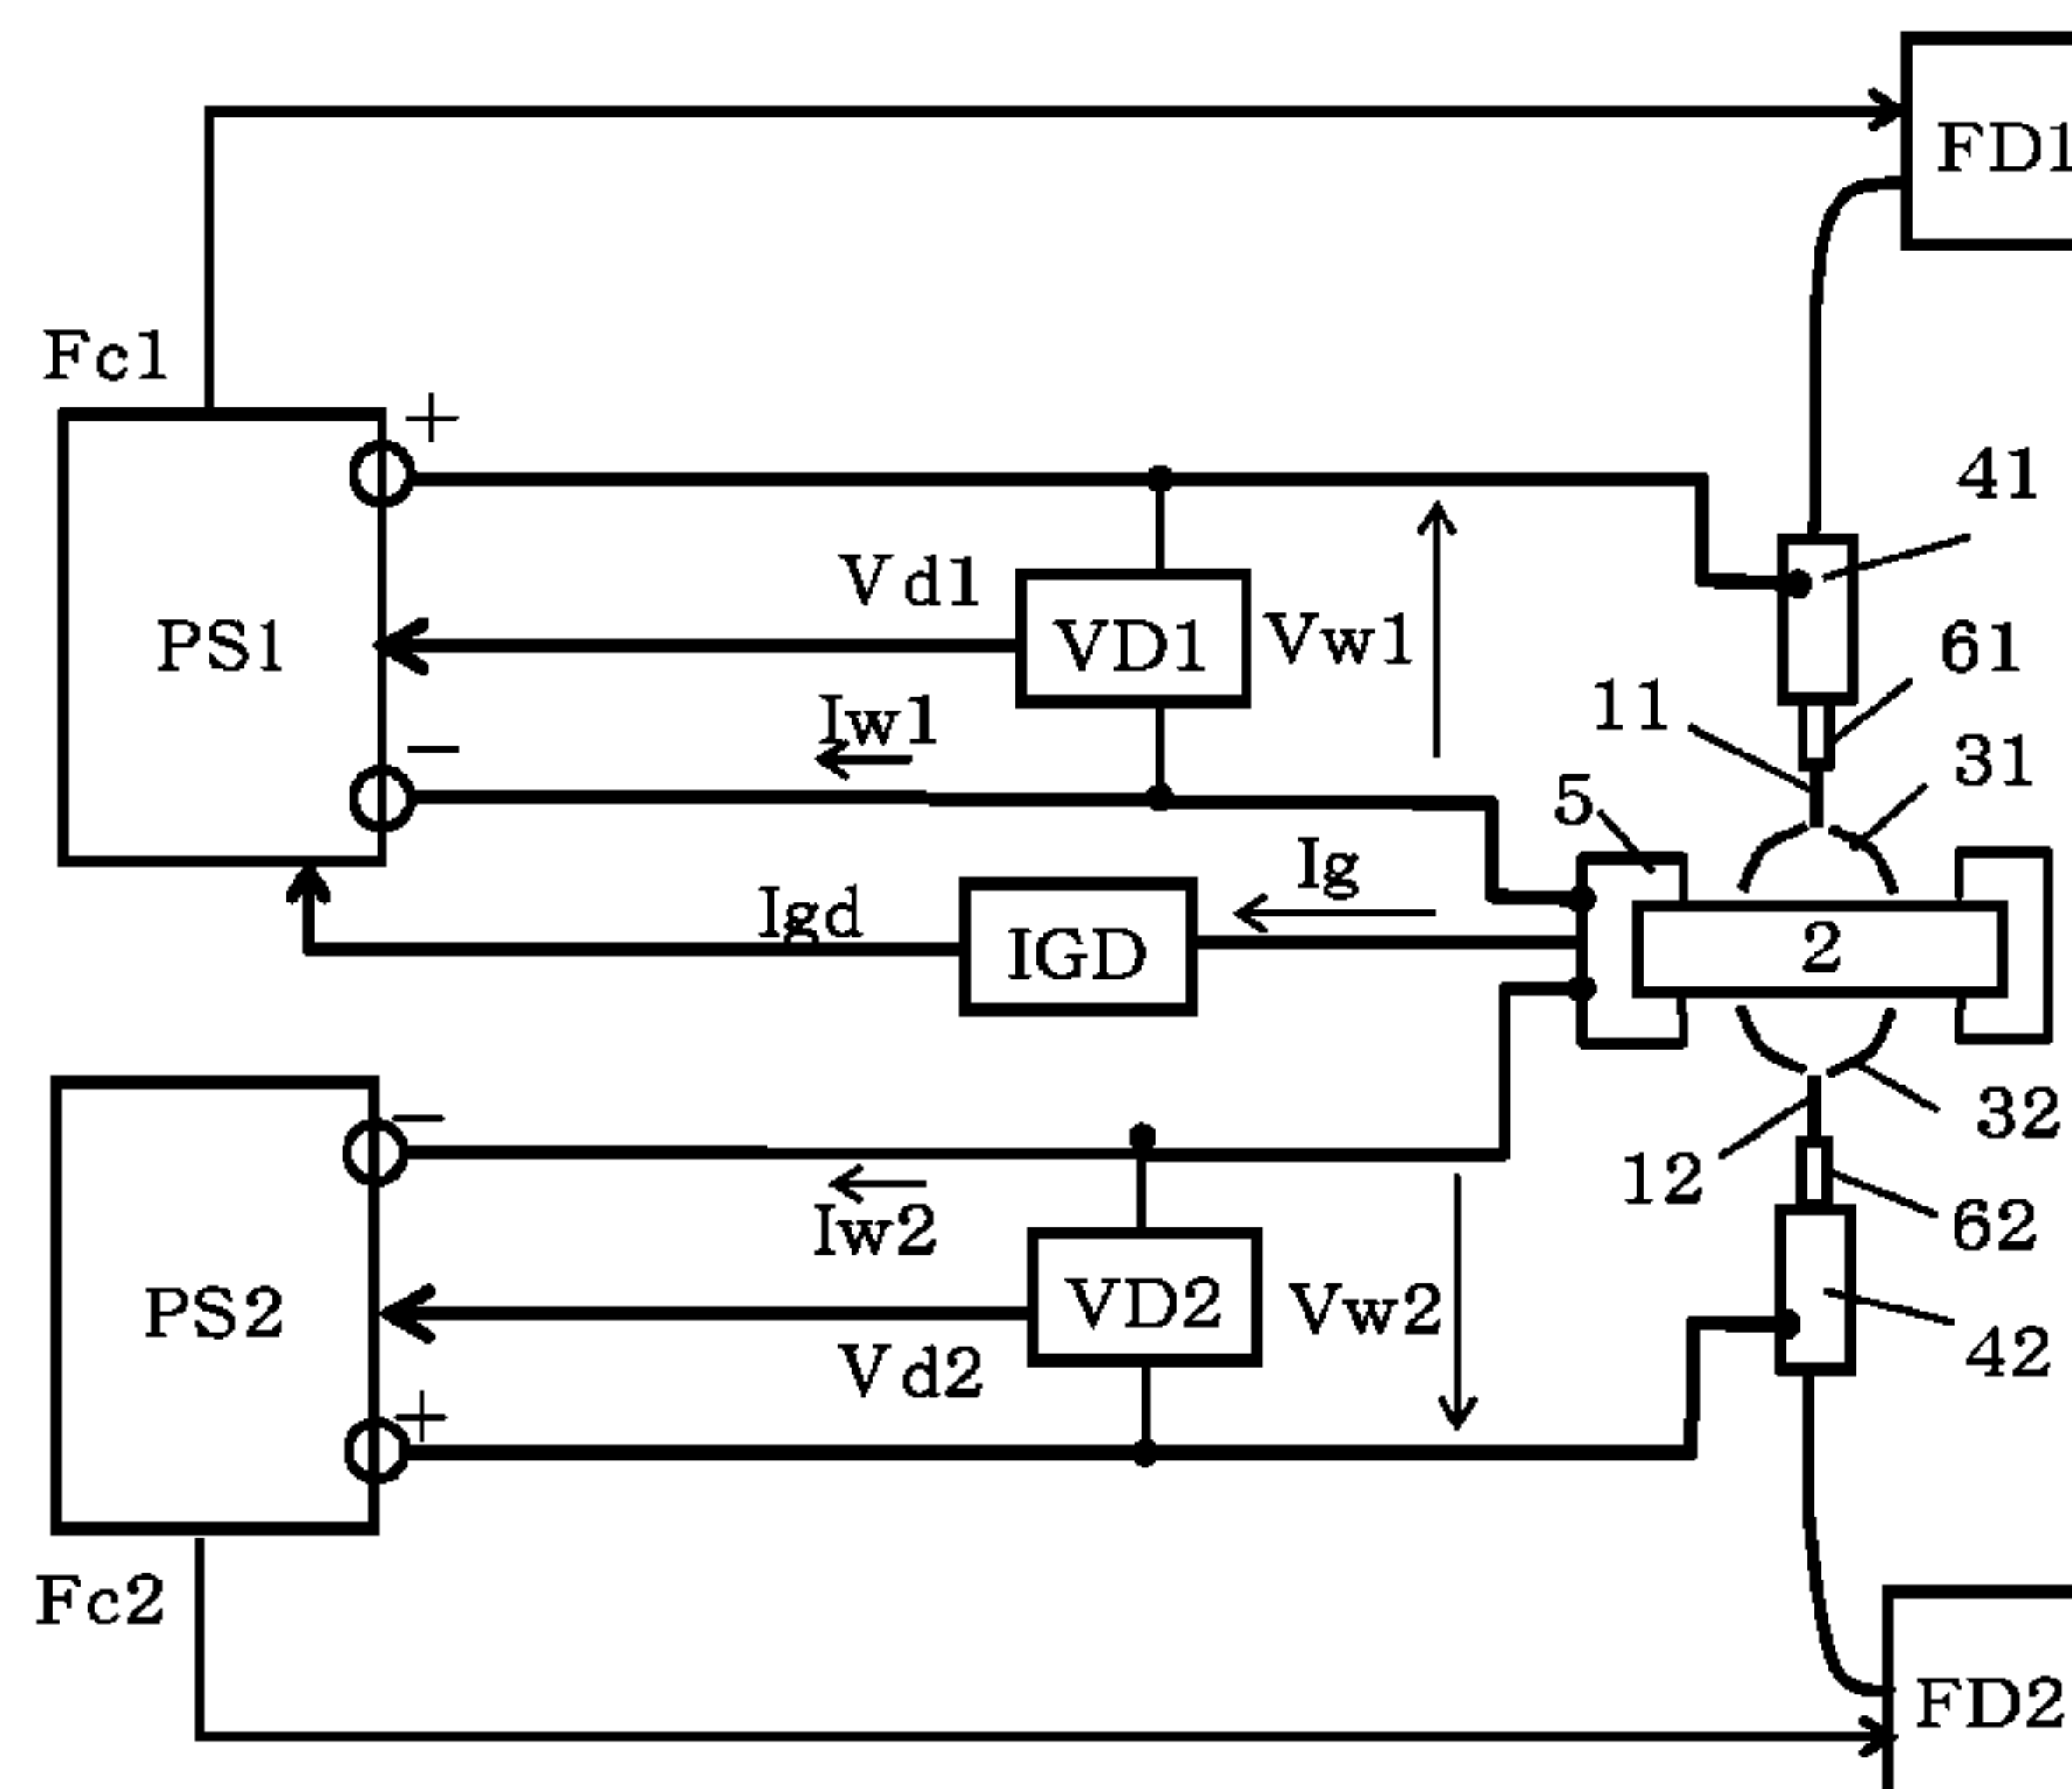 FD1
Fc1
+
41
Vd1
PS1
VD1
Vw1
61
11
Iw1
−
31
5
Ig
Igd
IGD
2
−
32
12
Iw2
62
PS2
VD2
Vw2
42
Vd2
+
Fc2
FD2